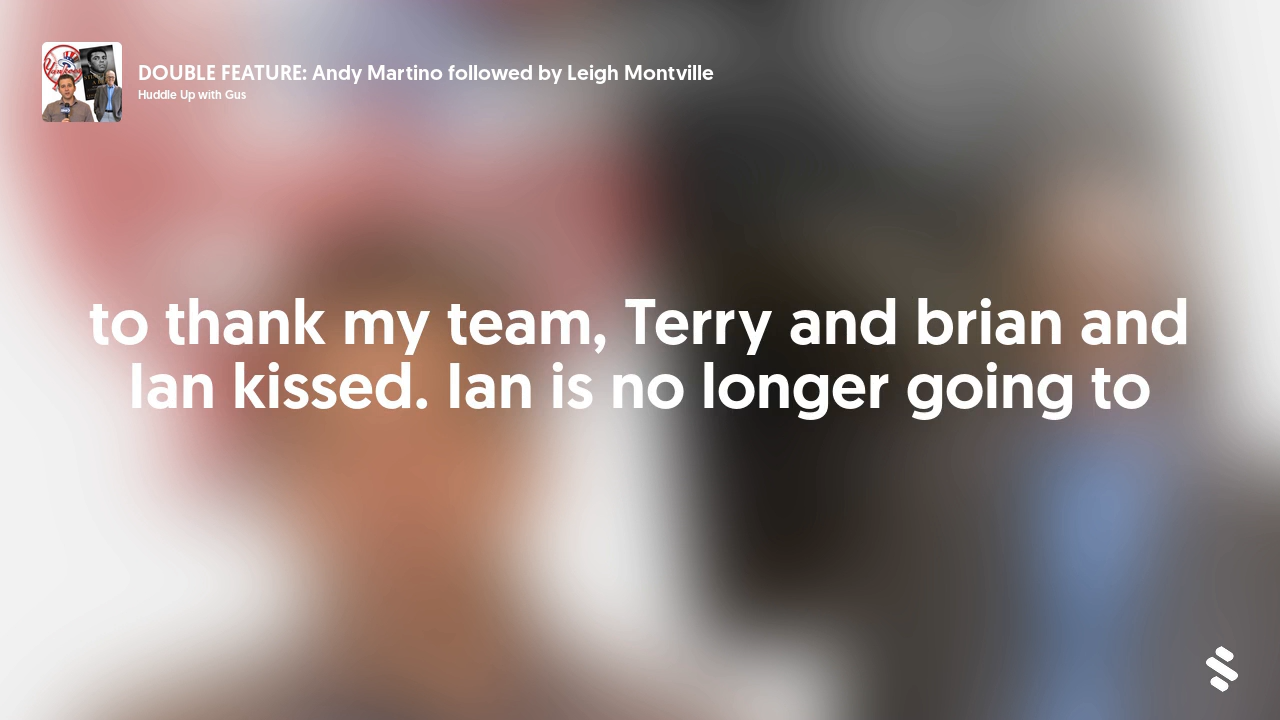 DOUBLE FEATURE: Andy Martino followed by Leigh Montville
Huddle Up with Gus
to thank my team, Terry and brian and
Ian kissed. Ian is no longer going to